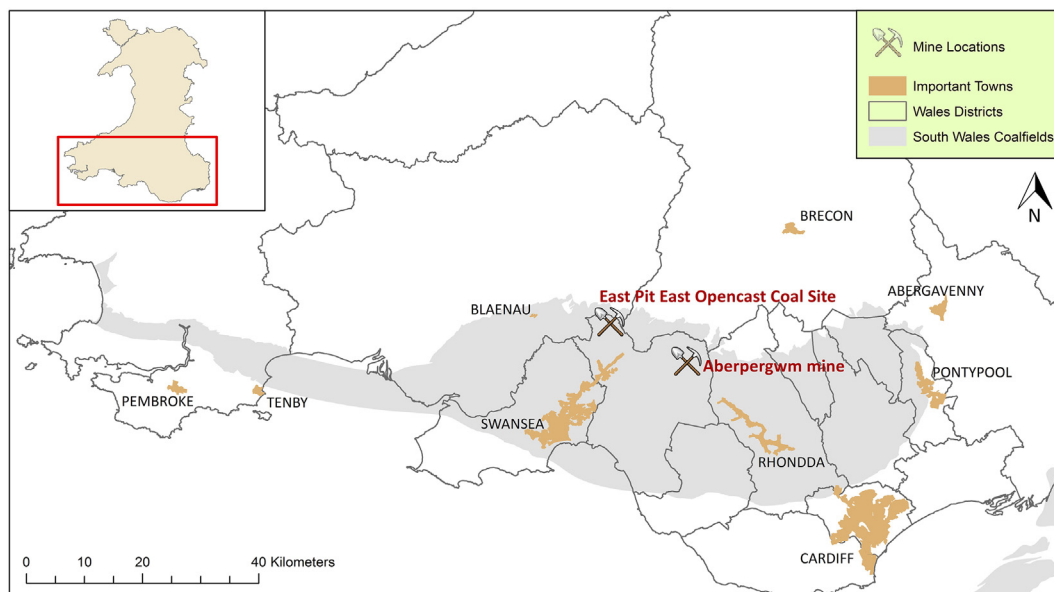 Mine Locations
Important Towns
Wales Districts
South Wales Coalfields
N
BRECON
ABERGAVENNY
East Pit East Opencast Coal Site
BLAENAU
Aberpergwm mine
PONTYPOOL
PEMBROKE
TENBY
SWANSEA
RHONDDA
CARDIFF
0 10 20 40 Kilometers